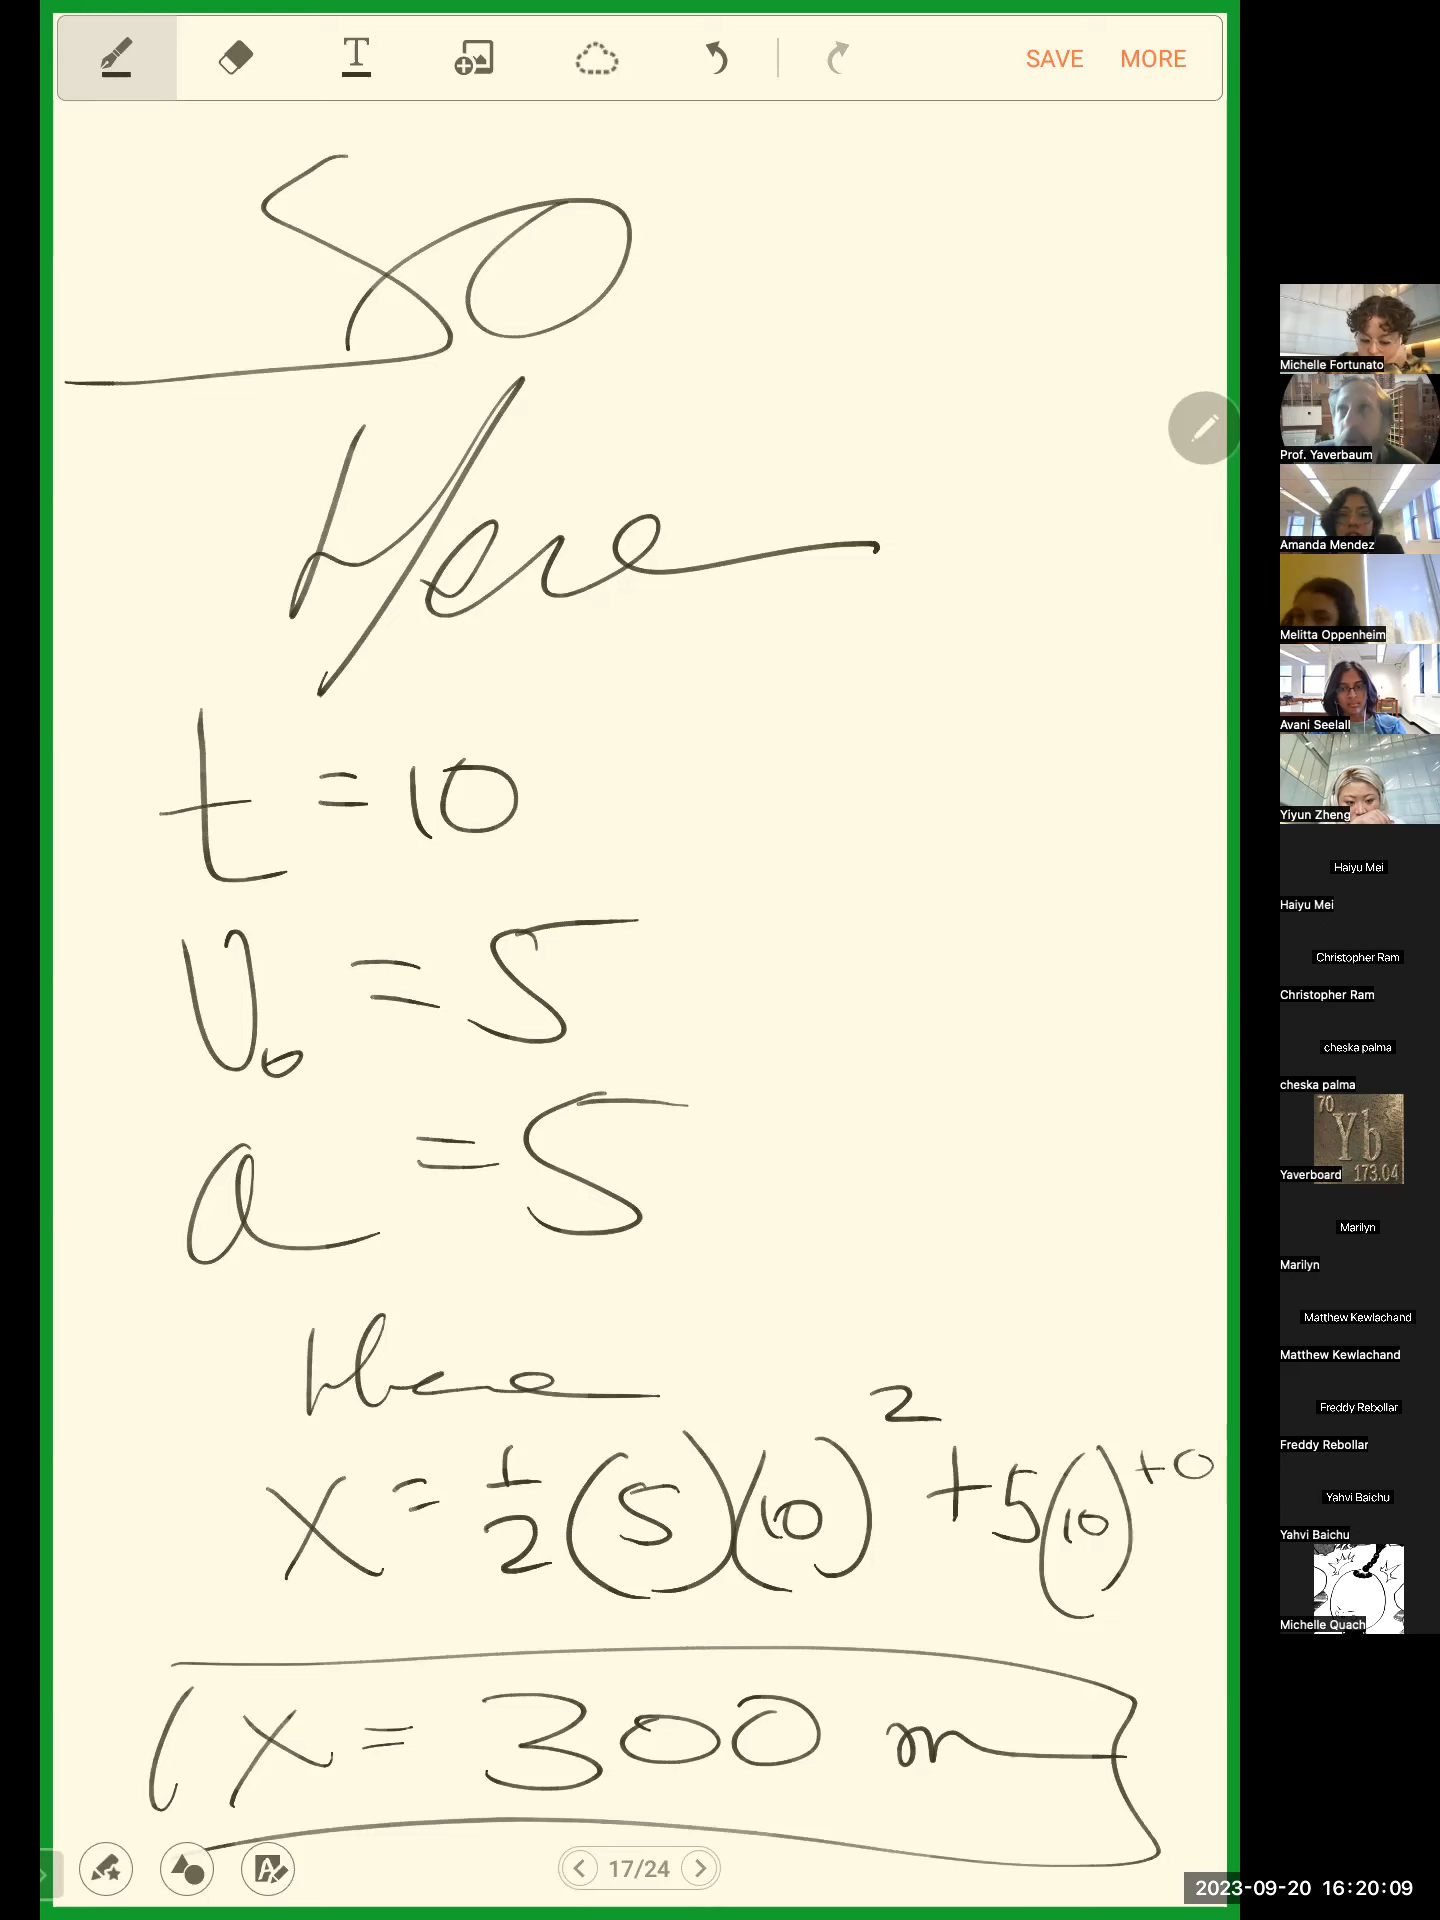 SAVE MORE
So
Here
t = 10
v₀ = 5
a = 5
Hence
x = 1/2 (5)(10)² + 5(10) + 0
x = 300 m
17/24
Michelle Fortunato
Prof. Yaverbaum
Amanda Mendez
Melitta Oppenheim
Avani Seelall
Yiyun Zheng
Haiyu Mei
Haiyu Mei
Christopher Ram
Christopher Ram
cheska palma
cheska palma
70
Yb
173.04
Yaverboard
Marilyn
Marilyn
Matthew Kewlachand
Matthew Kewlachand
Freddy Rebollar
Freddy Rebollar
Yahvi Baichu
Yahvi Baichu
Michelle Quach
2023-09-20 16:20:09